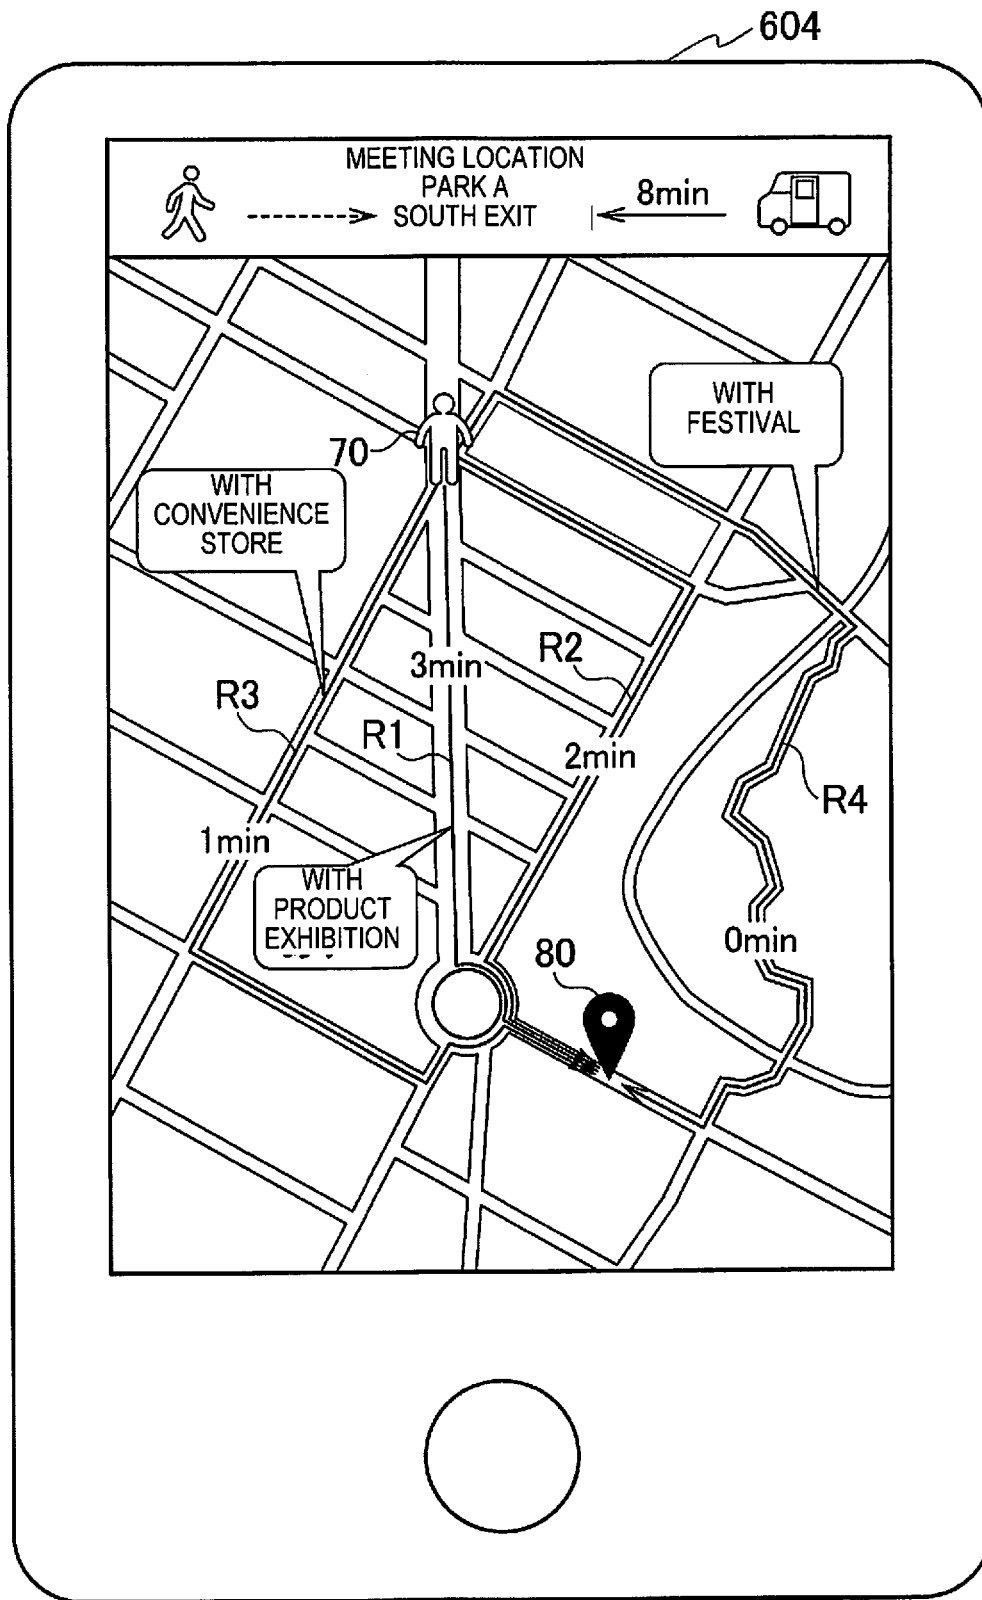 604
MEETING LOCATION
PARK A
SOUTH EXIT
8min
WITH
FESTIVAL
70
WITH
CONVENIENCE
STORE
3min
R2
R3
R1
2min
R4
1min
WITH
PRODUCT
EXHIBITION
0min
80